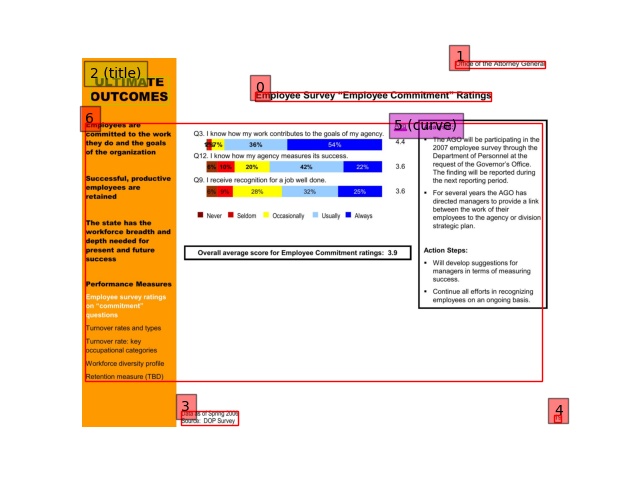 Office of the Attorney General
Employee Survey “Employee Commitment” Ratings
2 (title)
ULTIMATE
OUTCOMES
0
1
6
5 (curve)
3
4
Employees are
committed to the work
they do and the goals
of the organization
Successful, productive
employees are
retained
The state has the
workforce breadth and
depth needed for
present and future
success
Performance Measures
Employee survey ratings
on “commitment”
questions
Turnover rates and types
Turnover rate: key
occupational categories
Workforce diversity profile
Retention measure (TBD)
Q3. I know how my work contributes to the goals of my agency.
7% 36% 54% 4.4
Q12. I know how my agency measures its success.
20% 42% 22% 3.6
Q9. I receive recognition for a job well done.
28% 32% 25% 3.6
Never Seldom Occasionally Usually Always
Overall average score for Employee Commitment ratings: 3.9
The AGO will be participating in the
2007 employee survey through the
Department of Personnel at the
request of the Governor’s Office.
The finding will be reported during
the next reporting period.
For several years the AGO has
directed managers to provide a link
between the work of their
employees to the agency or division
strategic plan.
Action Steps:
Will develop suggestions for
managers in terms of measuring
success.
Continue all efforts in recognizing
employees on an ongoing basis.
Data as of Spring 2006
Source: DOP Survey